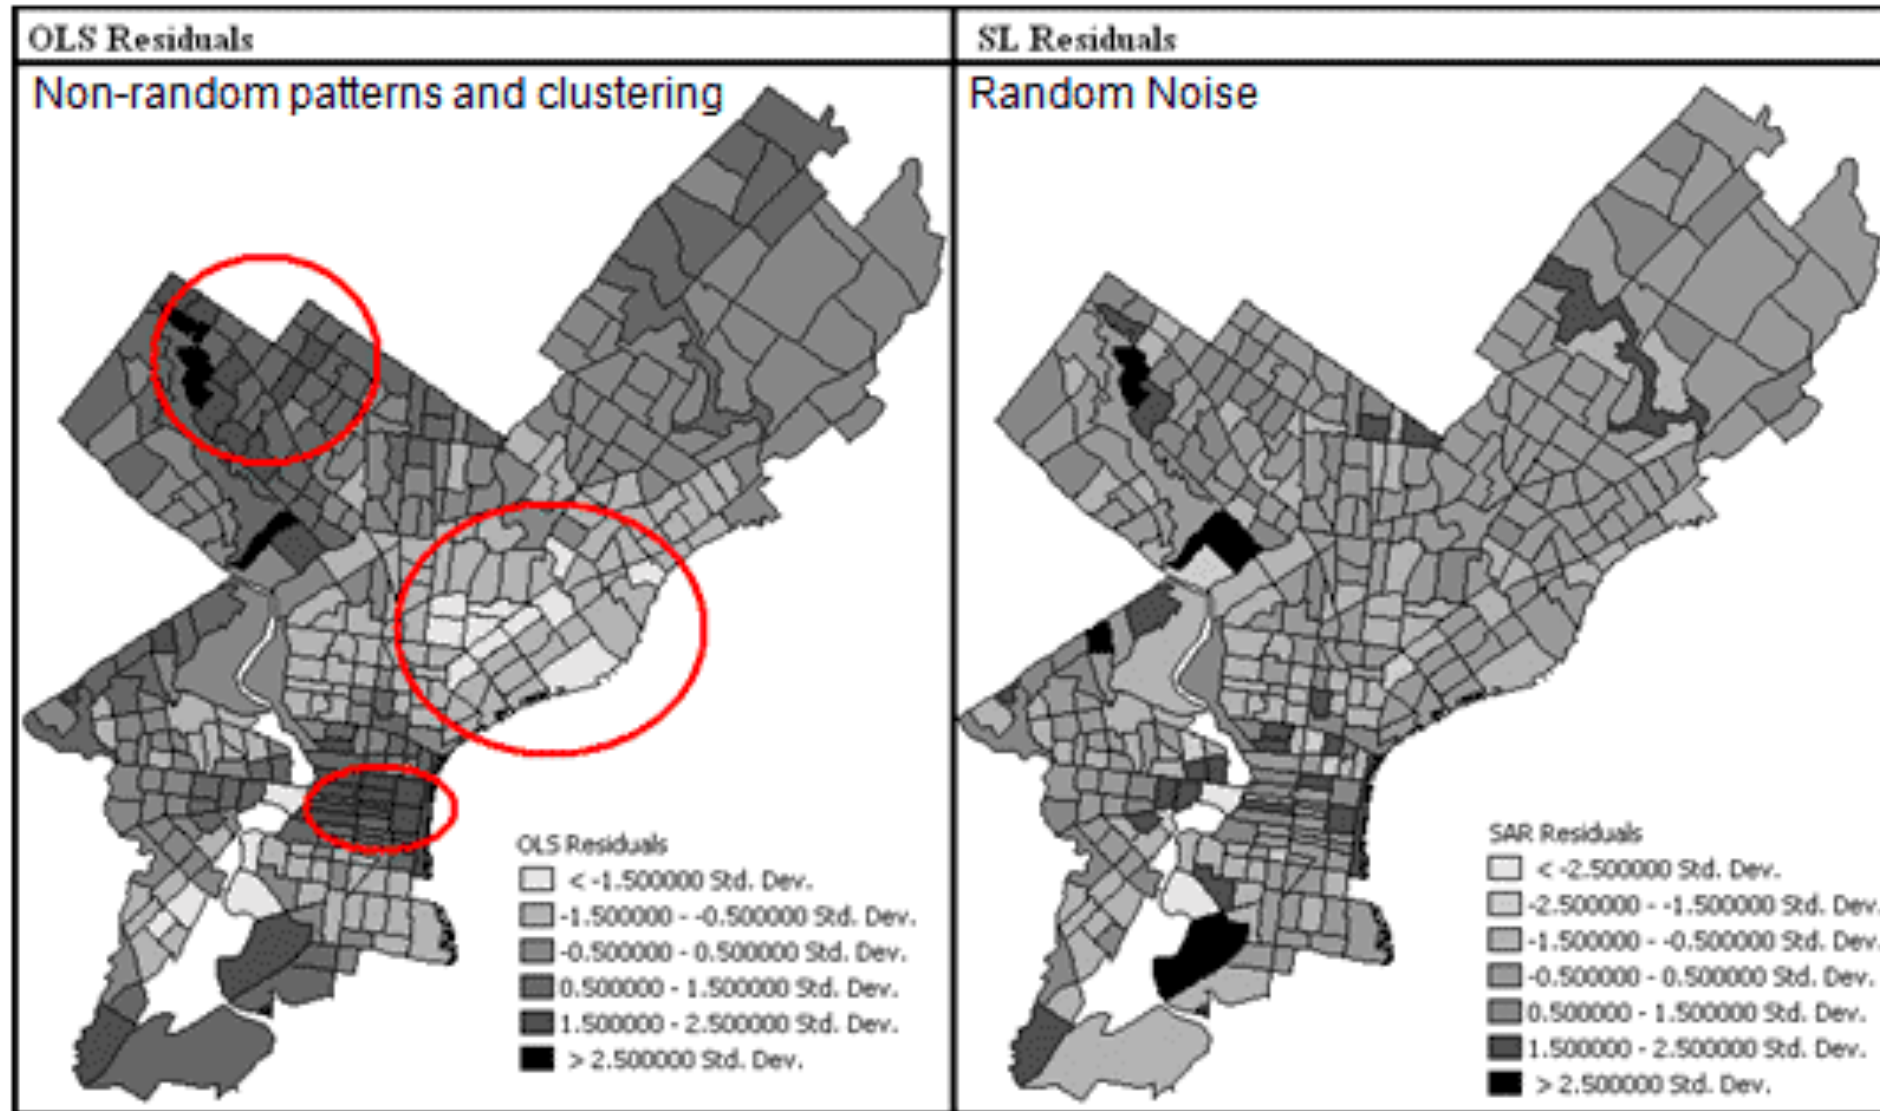 OLS Residuals
Non-random patterns and clustering
OLS Residuals
< -1.500000 Std. Dev.
-1.500000 - -0.500000 Std. Dev.
-0.500000 - 0.500000 Std. Dev.
0.500000 - 1.500000 Std. Dev.
1.500000 - 2.500000 Std. Dev.
> 2.500000 Std. Dev.
SL Residuals
Random Noise
SAR Residuals
< -2.500000 Std. Dev.
-2.500000 - -1.500000 Std. Dev.
-1.500000 - -0.500000 Std. Dev.
-0.500000 - 0.500000 Std. Dev.
0.500000 - 1.500000 Std. Dev.
1.500000 - 2.500000 Std. Dev.
> 2.500000 Std. Dev.